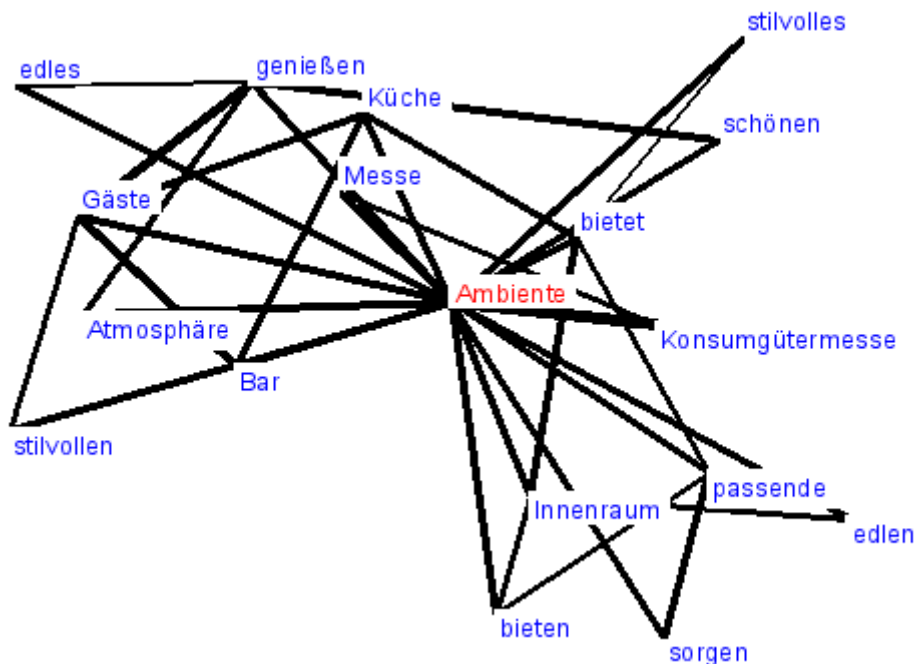 stilvolles
edles
genießen
Küche
schönen
Messe
Gäste
bietet
Ambiente
Atmosphäre
Konsumgütermesse
Bar
stilvollen
passende
Innenraum
edlen
bieten
sorgen